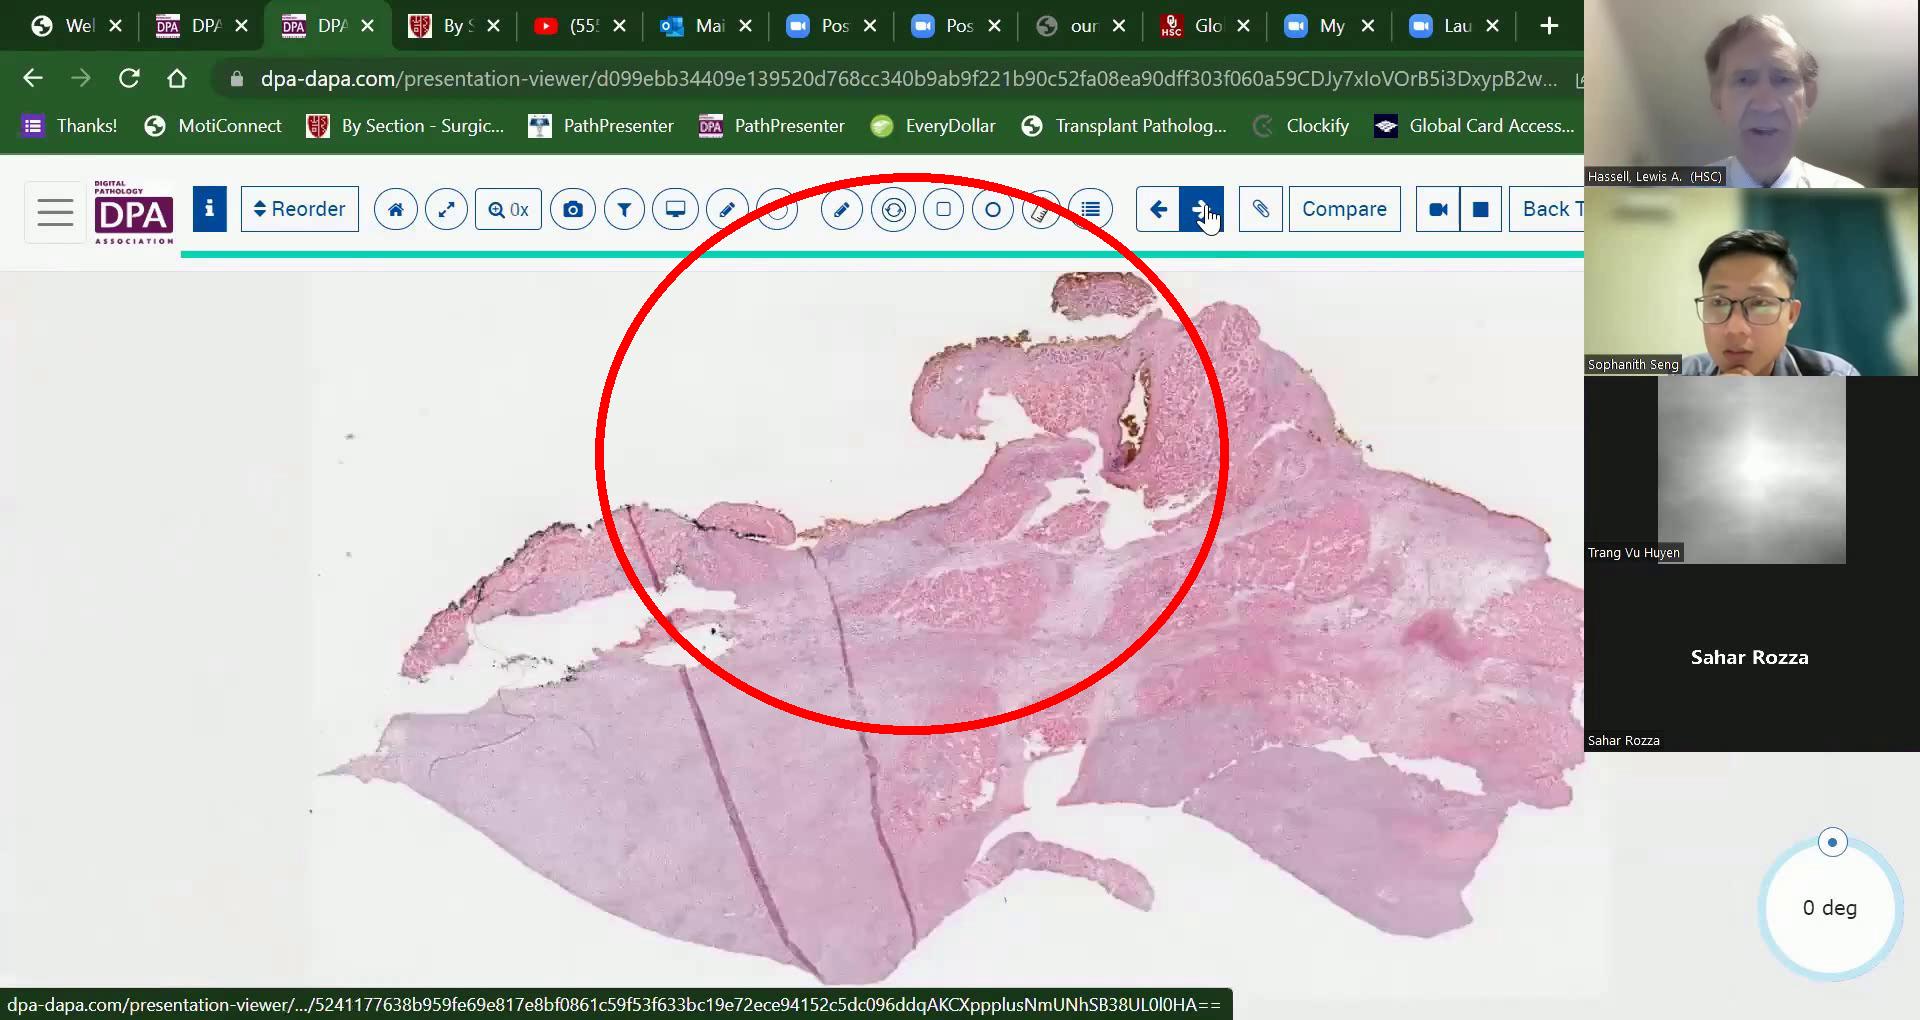 Wel
DPA
DPA
By S
(55
Mai
Pos
Pos
our
Glo
My
Lau
dpa-dapa.com/presentation-viewer/d099ebb34409e139520d768cc340b9ab9f221b90c52fa08ea90dff303f060a59CDJy7xIoVOrB5i3DxypB2w...
Thanks!
MotiConnect
By Section - Surgic...
PathPresenter
PathPresenter
EveryDollar
Transplant Patholog...
Clockify
Global Card Access...
DIGITAL
PATHOLOGY
DPA
ASSOCIATION
Reorder
0x
Compare
Back T
Hassell, Lewis A. (HSC)
Sophanith Seng
Trang Vu Huyen
Sahar Rozza
Sahar Rozza
0 deg
dpa-dapa.com/presentation-viewer/.../5241177638b959fe69e817e8bf0861c59f53f633bc19e72ece94152c5dc096ddqAKCXppplusNmUNhSB38UL0l0HA==